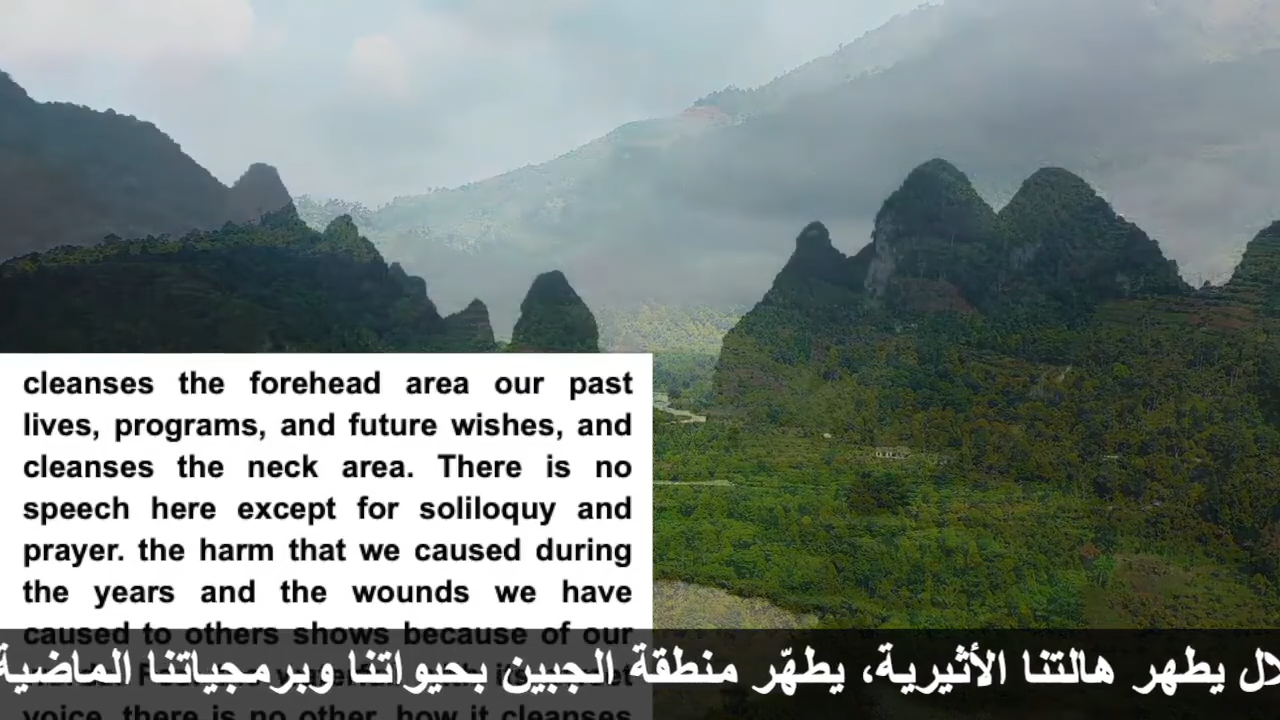 cleanses the forehead area our past
lives, programs, and future wishes, and
cleanses the neck area. There is no
speech here except for soliloquy and
prayer. the harm that we caused during
the years and the wounds we have
caused to others shows because of our
يطهر هالتنا الأثيرية، يطهّر منطقة الجبين بحيواتنا وبرمجياتنا الماضية
voice, there is no other, how it cleanses